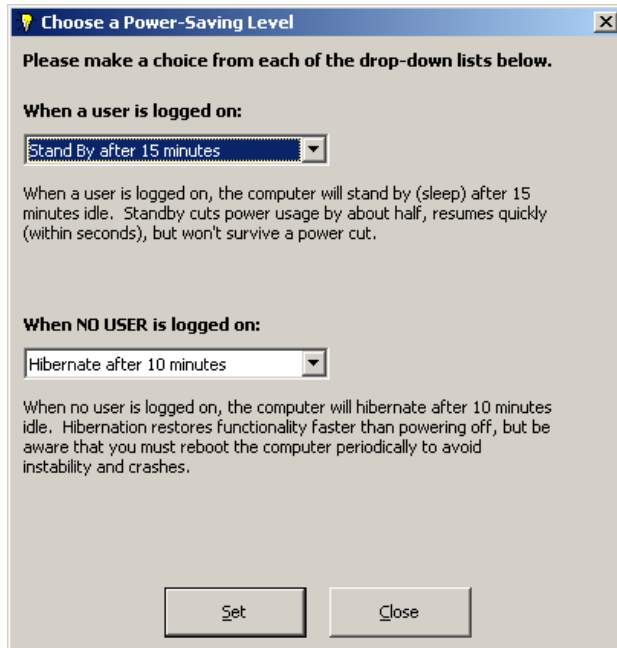 Choose a Power-Saving Level
Please make a choice from each of the drop-down lists below.
When a user is logged on:
Stand By after 15 minutes
When a user is logged on, the computer will stand by (sleep) after 15
minutes idle.  Standby cuts power usage by about half, resumes quickly
(within seconds), but won't survive a power cut.
When NO USER is logged on:
Hibernate after 10 minutes
When no user is logged on, the computer will hibernate after 10 minutes
idle.  Hibernation restores functionality faster than powering off, but be
aware that you must reboot the computer periodically to avoid
instability and crashes.
Set
Close